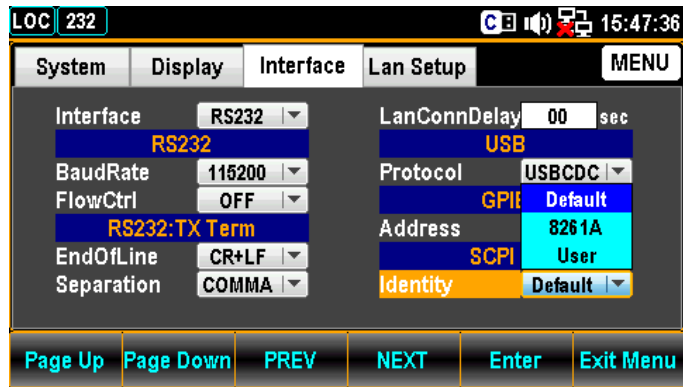 LOC 232 C 15:47:36
System Display Interface Lan Setup MENU
Interface RS232 LanConnDelay 00 sec
RS232 USB
BaudRate 115200 Protocol USBCDC
FlowCtrl OFF GPIB Default
RS232:TX Term Address 8261A
EndOfLine CR+LF SCPI User
Separation COMMA Identity Default
Page Up Page Down PREV NEXT Enter Exit Menu